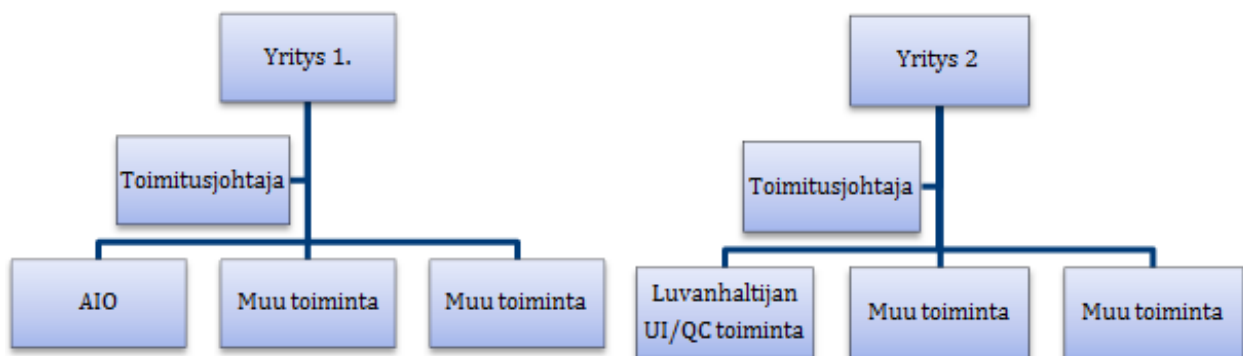 Yritys 1.
Toimitusjohtaja
AIO
Muu toiminta
Muu toiminta
Yritys 2
Toimitusjohtaja
Luvanhaltijan
UI/QC toiminta
Muu toiminta
Muu toiminta